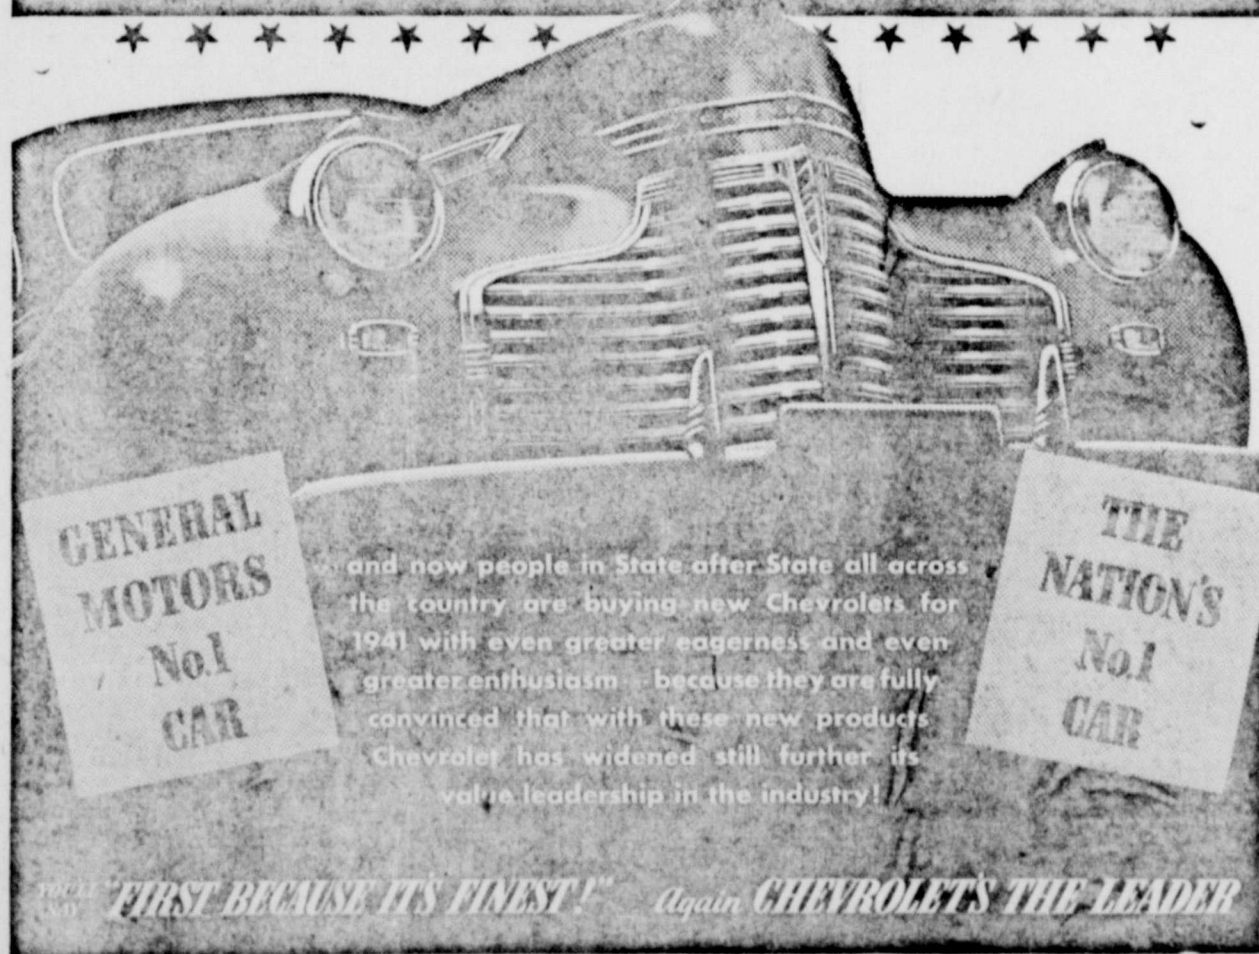 GENERAL
MOTORS
No.1
CAR
and now people in State after State all across
the country are buying new Chevrolets for
1941 with even greater eagerness and even
greater enthusiasm -- because they are fully
convinced that with these new products
Chevrolet has widened still further its
value leadership in the industry!
THE
NATION'S
No.1
CAR
"FIRST BECAUSE IT'S FINEST!" Again CHEVROLET'S THE LEADER